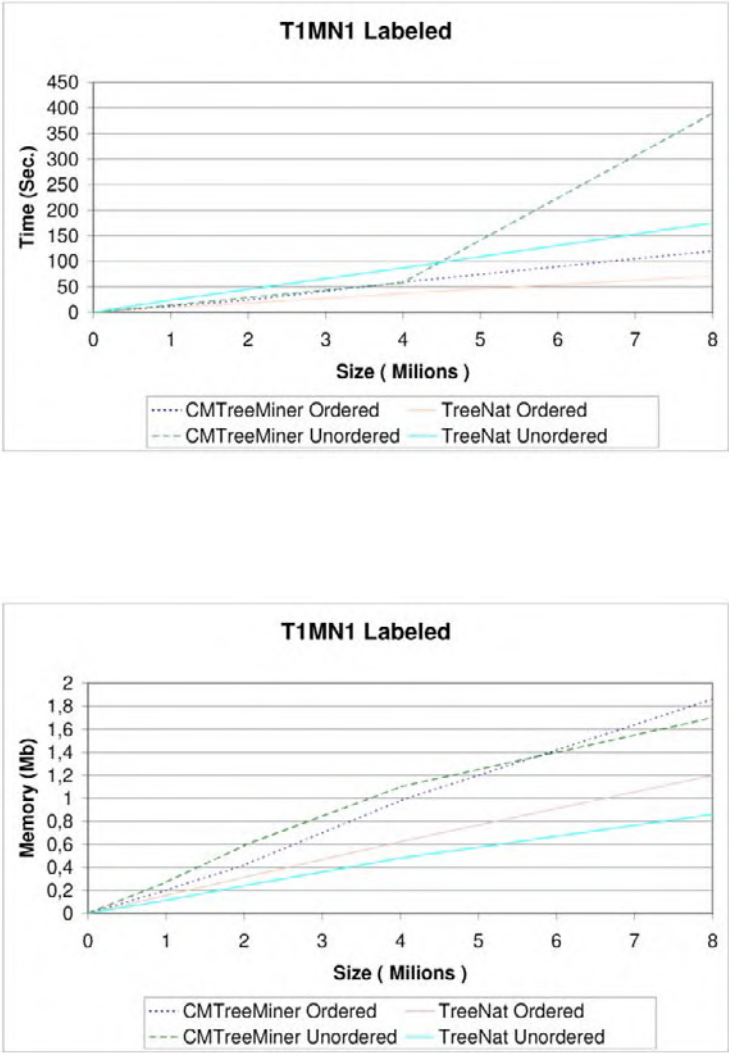 T1MN1 Labeled
450
400
350
300
250
200
150
100
50
0
Time (Sec.)
0 1 2 3 4 5 6 7 8
Size ( Milions )
CMTreeMiner Ordered TreeNat Ordered
CMTreeMiner Unordered TreeNat Unordered
T1MN1 Labeled
2
1,8
1,6
1,4
1,2
1
0,8
0,6
0,4
0,2
0
Memory (Mb)
0 1 2 3 4 5 6 7 8
Size ( Milions )
CMTreeMiner Ordered TreeNat Ordered
CMTreeMiner Unordered TreeNat Unordered